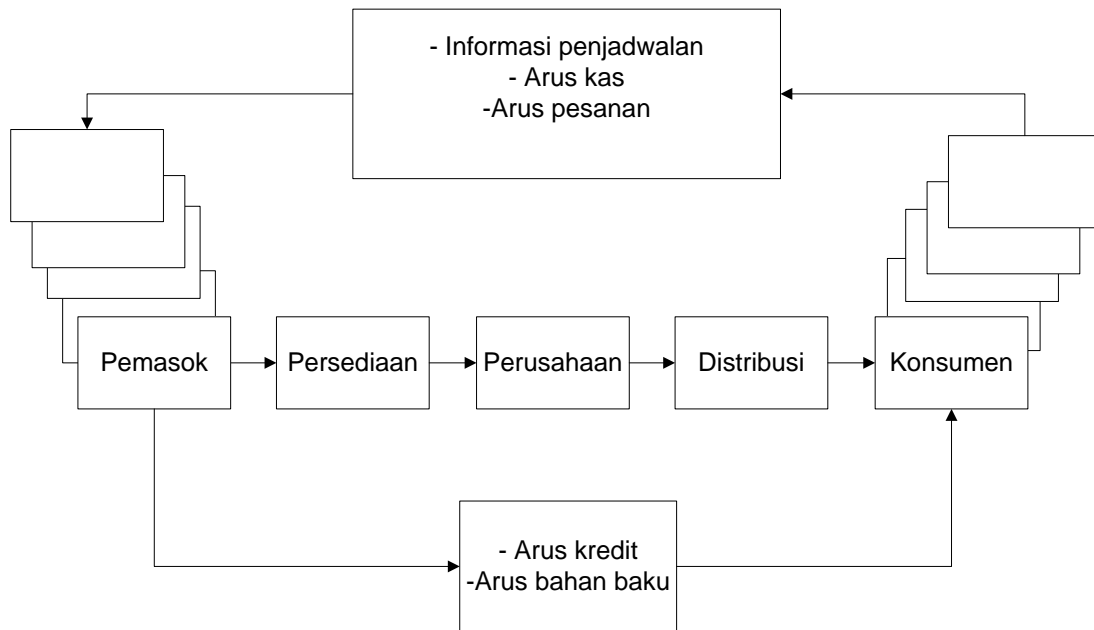 - Informasi penjadwalan
- Arus kas
-Arus pesanan
Pemasok
Persediaan
Perusahaan
Distribusi
Konsumen
- Arus kredit
-Arus bahan baku